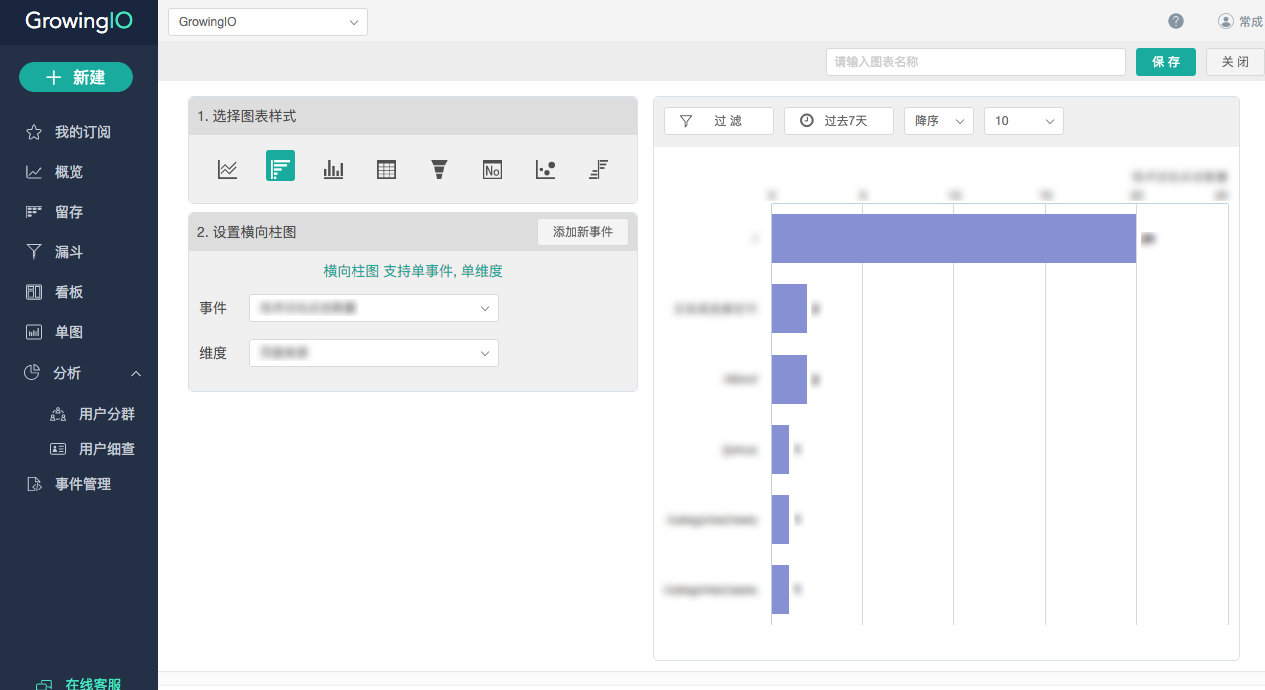 GrowingIO
GrowingIO
?
常成
新建
请输入图表名称
保存
关闭
我的订阅
概览
留存
漏斗
看板
单图
分析
用户分群
用户细查
事件管理
在线客服
1. 选择图表样式
No
2. 设置横向柱图
添加新事件
横向柱图 支持单事件, 单维度
事件
维度
过滤
过去7天
降序
10